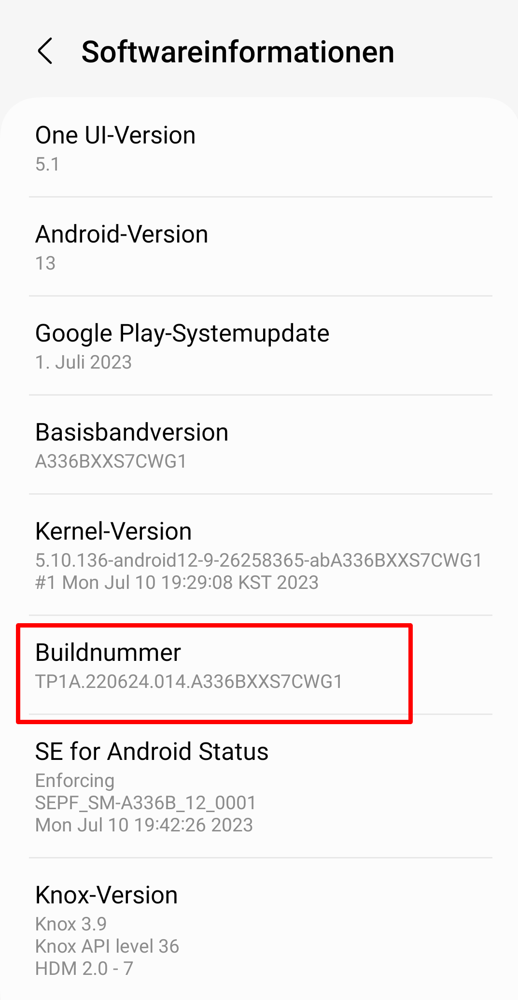 Softwareinformationen
One UI-Version
5.1
Android-Version
13
Google Play-Systemupdate
1. Juli 2023
Basisbandversion
A336BXXS7CWG1
Kernel-Version
5.10.136-android12-9-26258365-abA336BXXS7CWG1
#1 Mon Jul 10 19:29:08 KST 2023
Buildnummer
TP1A.220624.014.A336BXXS7CWG1
SE for Android Status
Enforcing
SEPF_SM-A336B_12_0001
Mon Jul 10 19:42:26 2023
Knox-Version
Knox 3.9
Knox API level 36
HDM 2.0 - 7